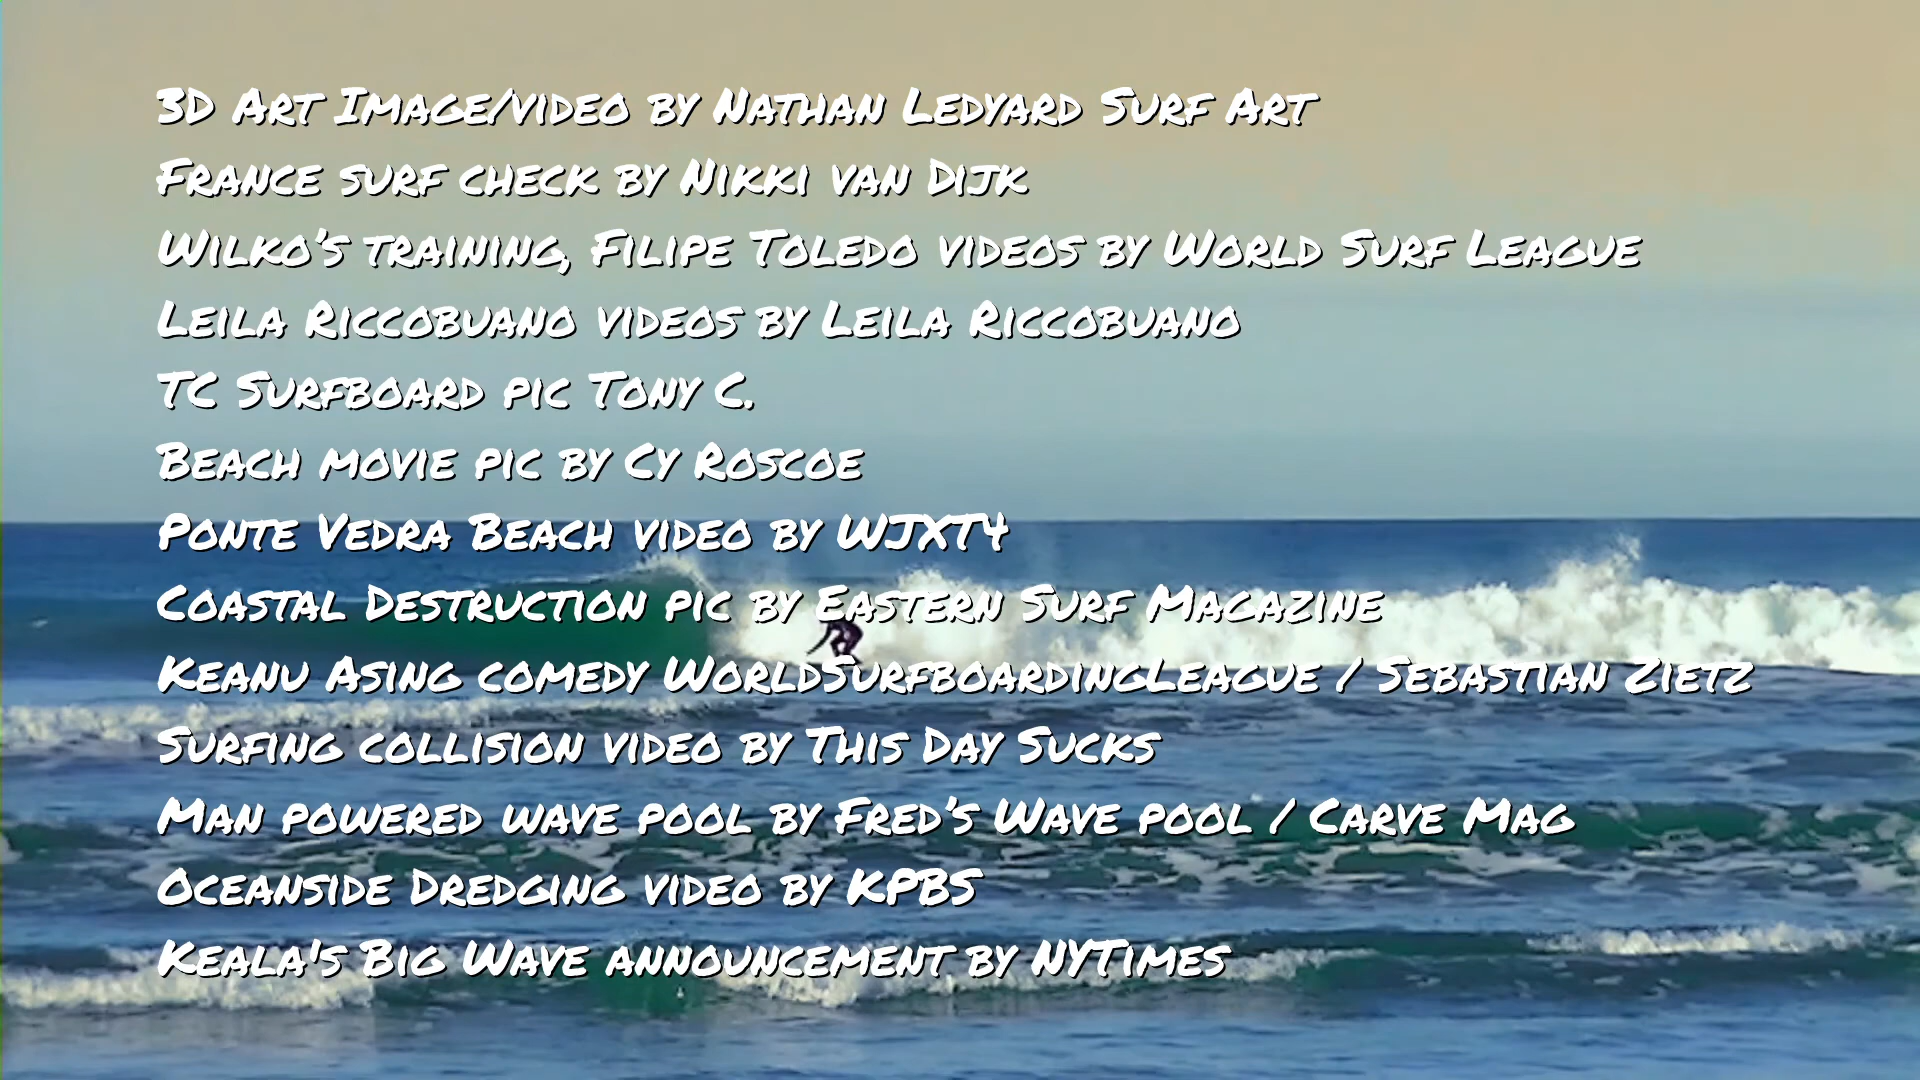 3D Art Image/video by Nathan Ledyard Surf Art
France surf check by Nikki van Dijk
Wilko's training, Filipe Toledo videos by World Surf League
Leila Riccobuano videos by Leila Riccobuano
TC Surfboard pic Tony C.
Beach movie pic by Cy Roscoe
Ponte Vedra Beach video by WJXT4
Coastal Destruction pic by Eastern Surf Magazine
Keanu Asing comedy WorldSurfboardingLeague / Sebastian Zietz
Surfing collision video by This Day Sucks
Man powered wave pool by Fred's Wave pool / Carve Mag
Oceanside Dredging video by KPBS
Keala's Big Wave announcement by NYTimes